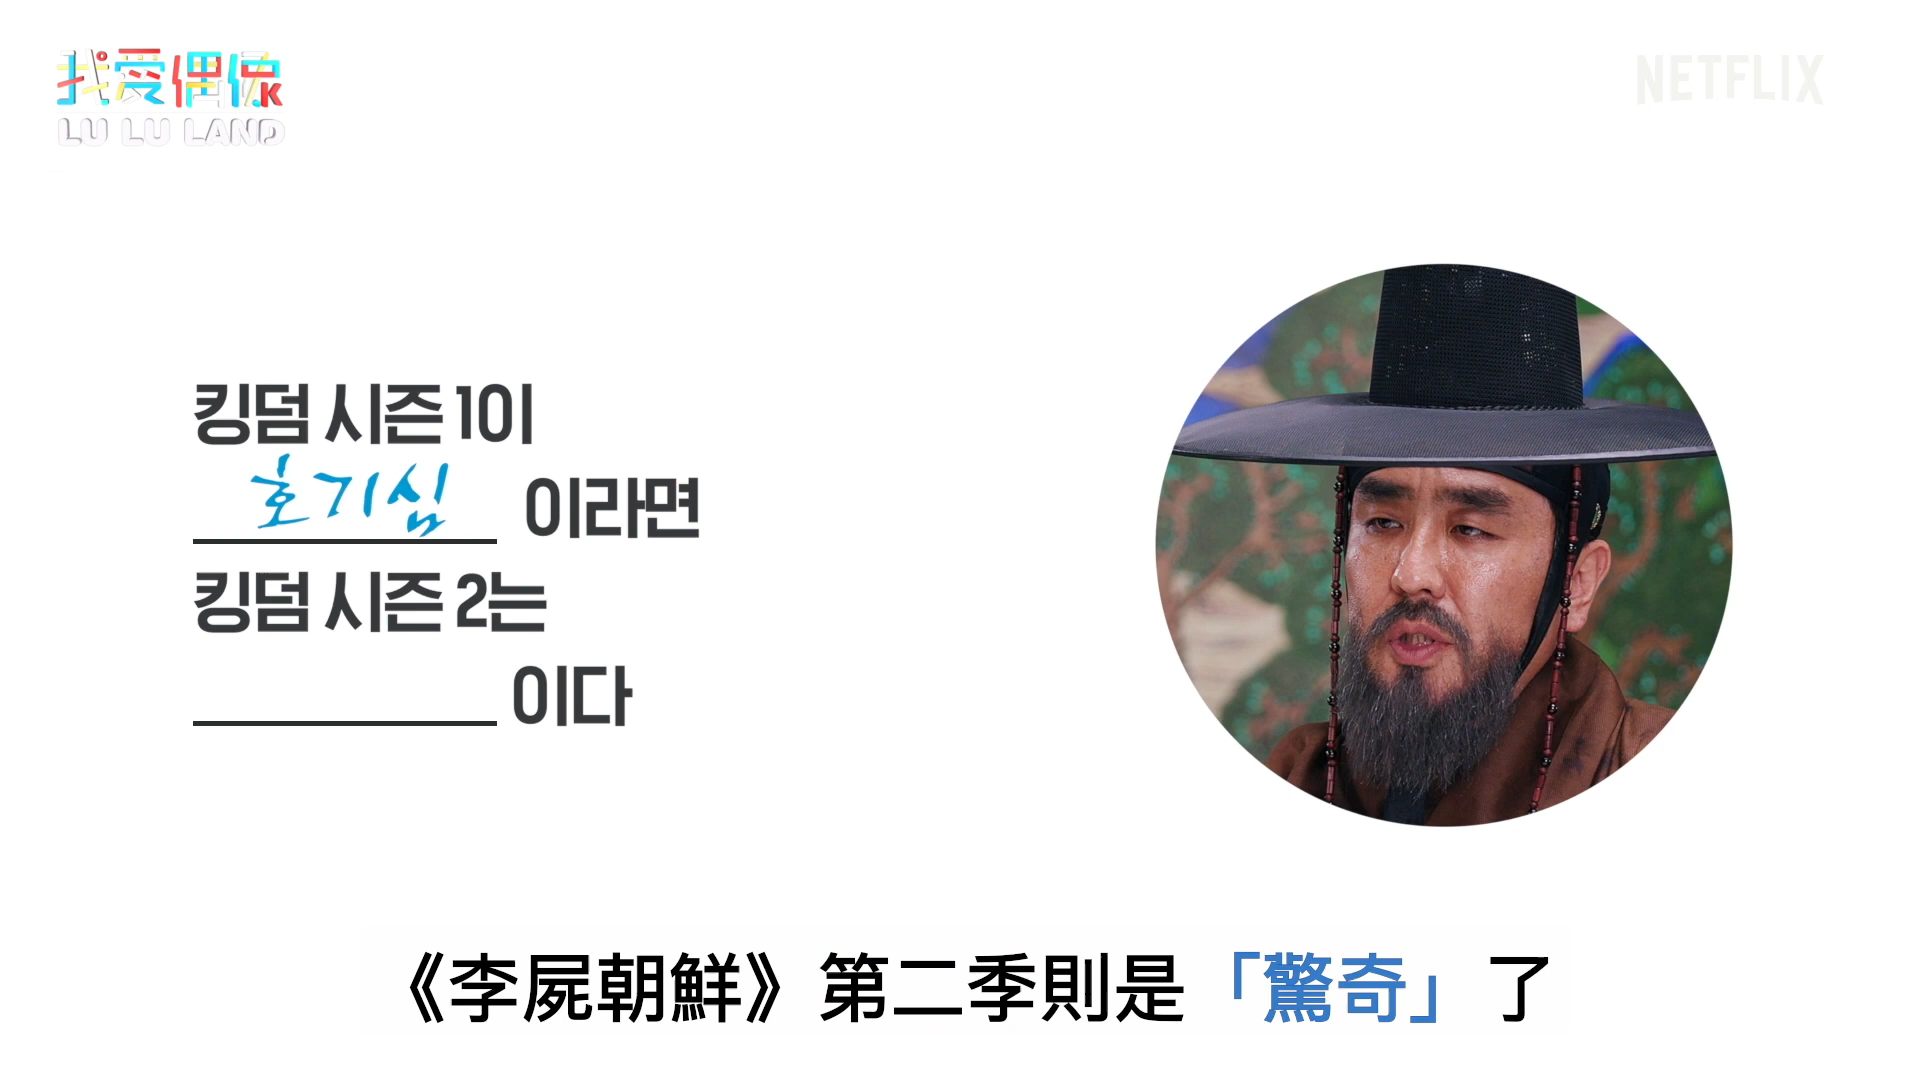 我愛偶像K
LU LU LAND
NETFLIX
킹덤 시즌 1이
호기심 이라면
킹덤 시즌 2는
이다
《李屍朝鮮》第二季則是「驚奇」了